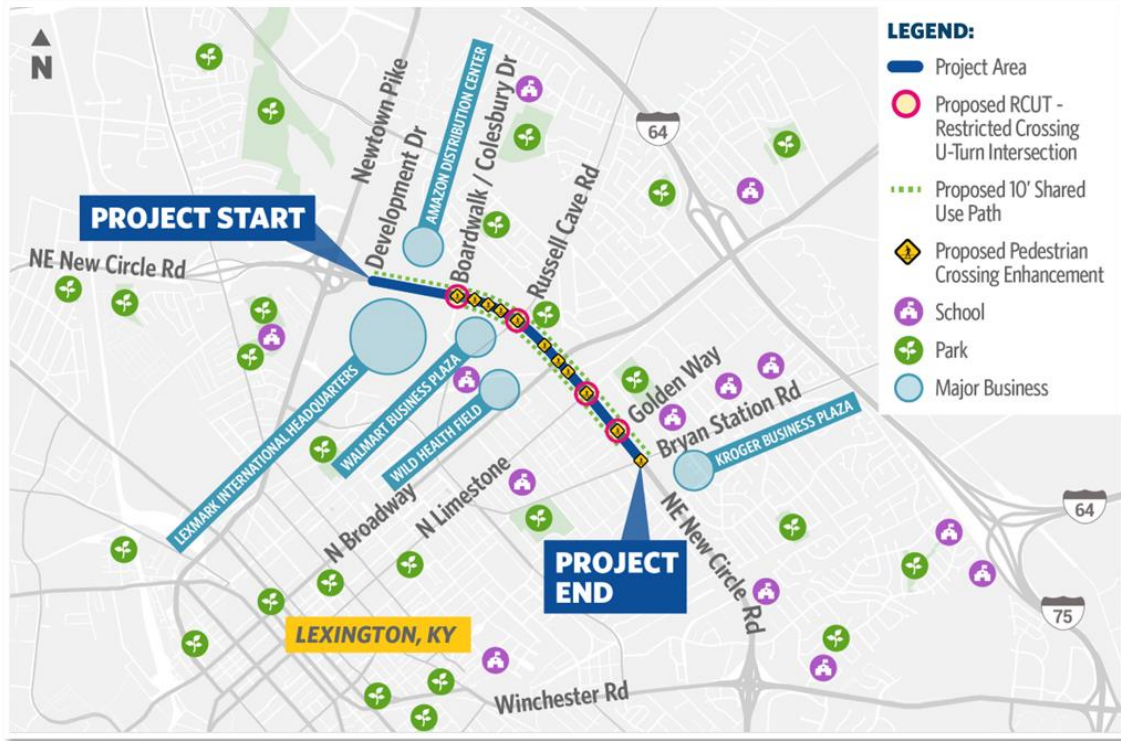 N
Newtown Pike
Development Dr
AMAZON DISTRIBUTION CENTER
Boardwalk / Colesbury Dr
64
Russell Cave Rd
PROJECT START
NE New Circle Rd
LEXMARK INTERNATIONAL HEADQUARTERS
WALMART BUSINESS PLAZA
WILD HEALTH FIELD
Golden Way
Bryan Station Rd
KROGER BUSINESS PLAZA
N Broadway
N Limestone
PROJECT
END
NE New Circle Rd
64
75
LEXINGTON, KY
Winchester Rd
LEGEND:
Project Area
Proposed RCUT -
Restricted Crossing
U-Turn Intersection
Proposed 10' Shared
Use Path
Proposed Pedestrian
Crossing Enhancement
School
Park
Major Business